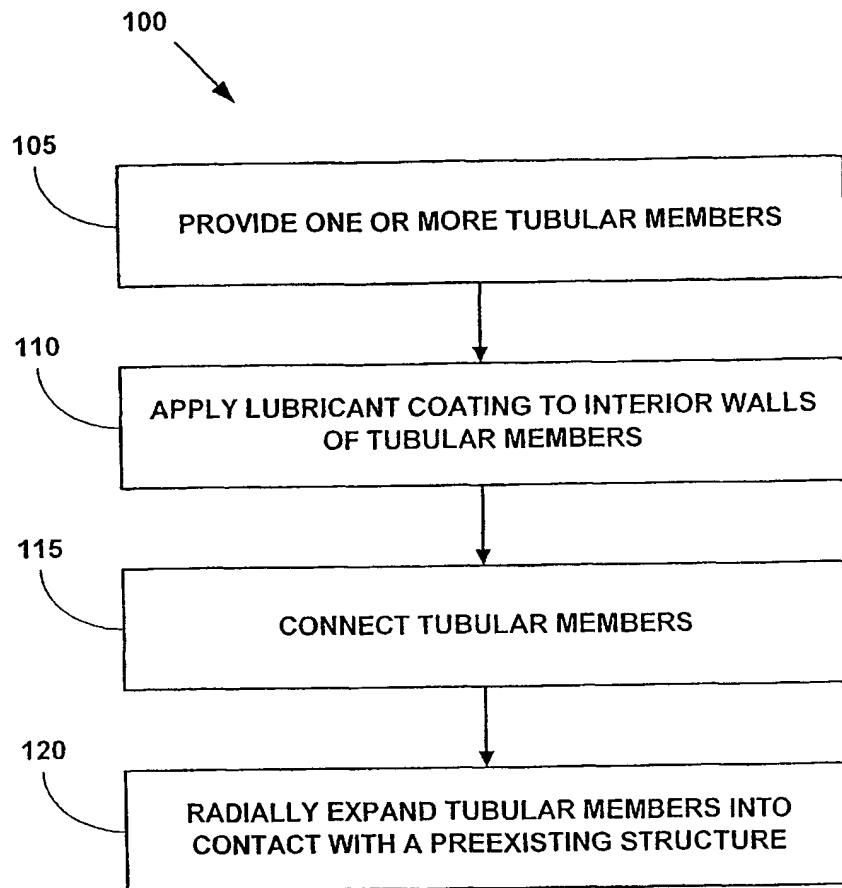 100
105
PROVIDE ONE OR MORE TUBULAR MEMBERS
110
APPLY LUBRICANT COATING TO INTERIOR WALLS
OF TUBULAR MEMBERS
115
CONNECT TUBULAR MEMBERS
120
RADIALLY EXPAND TUBULAR MEMBERS INTO
CONTACT WITH A PREEXISTING STRUCTURE